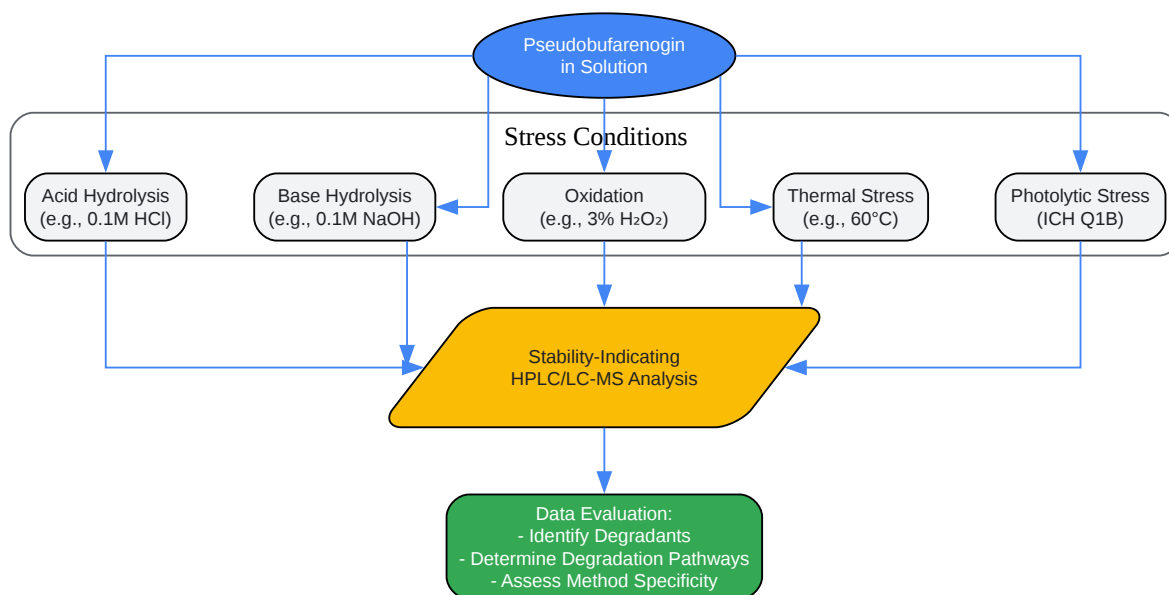 Pseudobufarenogin
in Solution
Stress Conditions
Acid Hydrolysis
(e.g., 0.1M HCl)
Base Hydrolysis
(e.g., 0.1M NaOH)
Oxidation
(e.g., 3% H₂O₂)
Thermal Stress
(e.g., 60°C)
Photolytic Stress
(ICH Q1B)
Stability-Indicating
HPLC/LC-MS Analysis
Data Evaluation:
- Identify Degradants
- Determine Degradation Pathways
- Assess Method Specificity